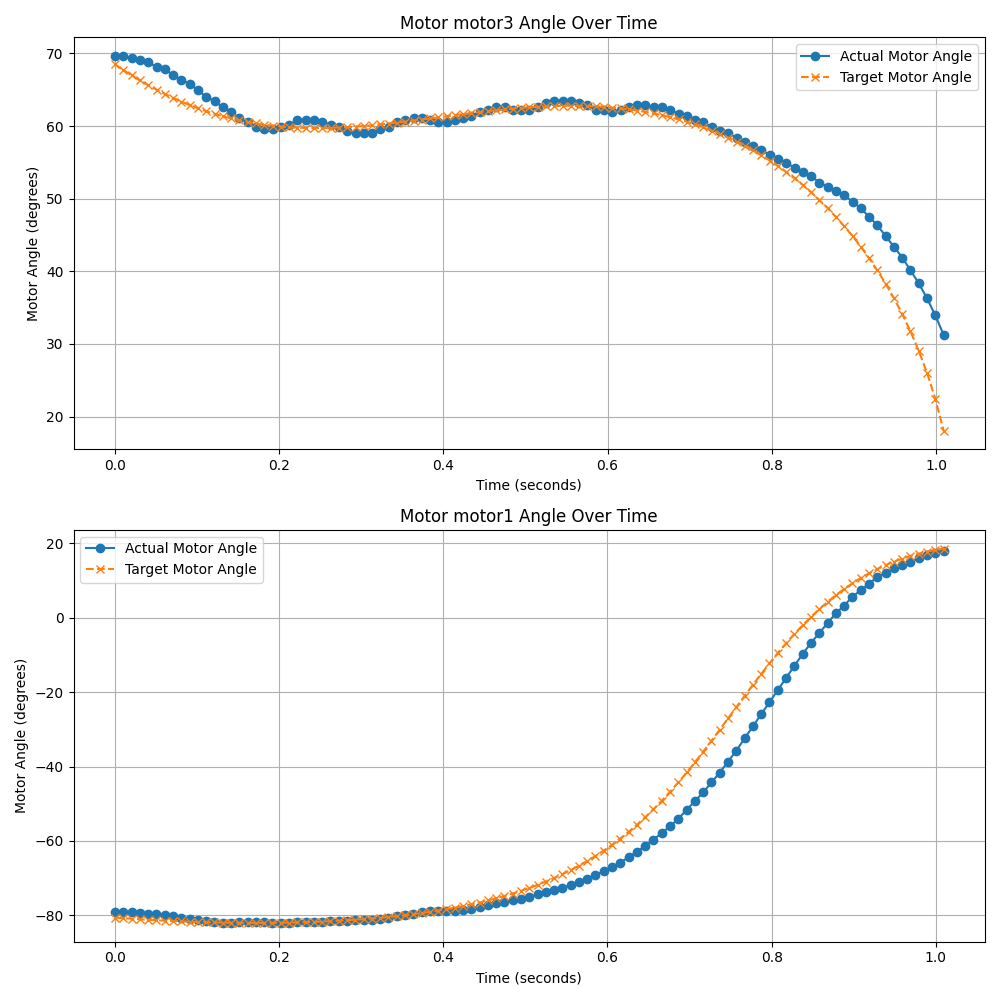 Motor motor3 Angle Over Time
Motor Angle (degrees)
70
60
50
40
30
20
Actual Motor Angle
Target Motor Angle
0.0 0.2 0.4 0.6 0.8 1.0
Time (seconds)
Motor motor1 Angle Over Time
Motor Angle (degrees)
20
0
−20
−40
−60
−80
Actual Motor Angle
Target Motor Angle
0.0 0.2 0.4 0.6 0.8 1.0
Time (seconds)